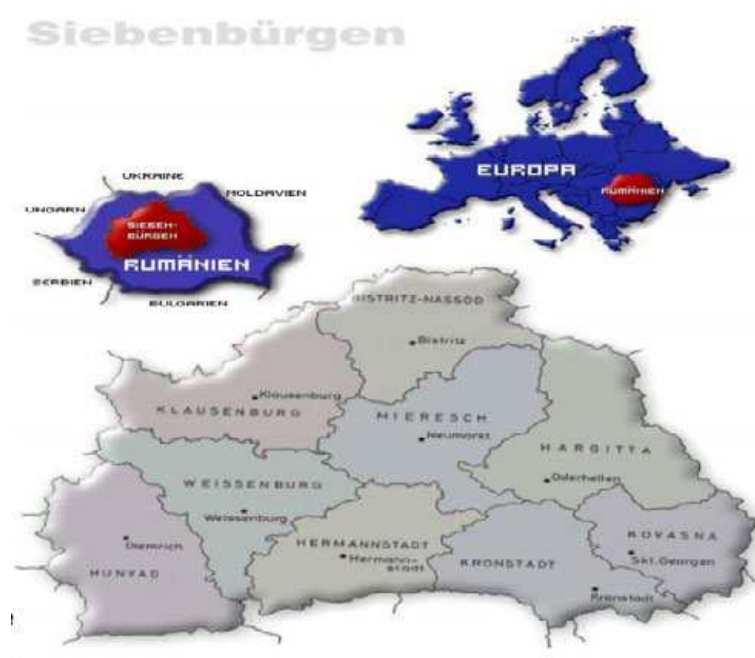 Siebenbürgen
UKRAINE
MOLDAVIEN
UNGARN
SIEBEN-
BÜRGEN
RUMÄNIEN
SERBIEN
BULGARIEN
EUROPA
RUMÄNIEN
BISTRITZ-NASSOD
Bistritz
Klausenburg
KLAUSENBURG
MIERESCH
Neumarkt
HARGITTA
Oderhellen
WEISSENBURG
Weissenburg
HERMANNSTADT
Hermann-
stadt
KRONSTADT
Kronstadt
KOVASNA
Skt.Georgen
Diemrich
HUNYAD